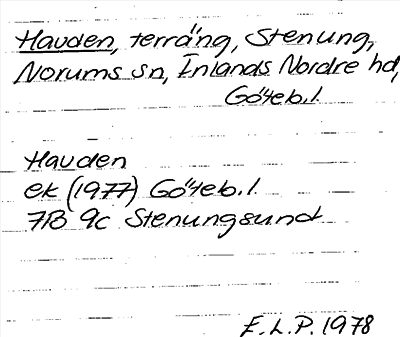 Hauden, terräng, Stenung,
Norums sn, Inlands Nordre hd,
Göteb. l.
Hauden
ek (1977) Göteb. l.
7B 9c Stenungsund
E. L. P. 1978